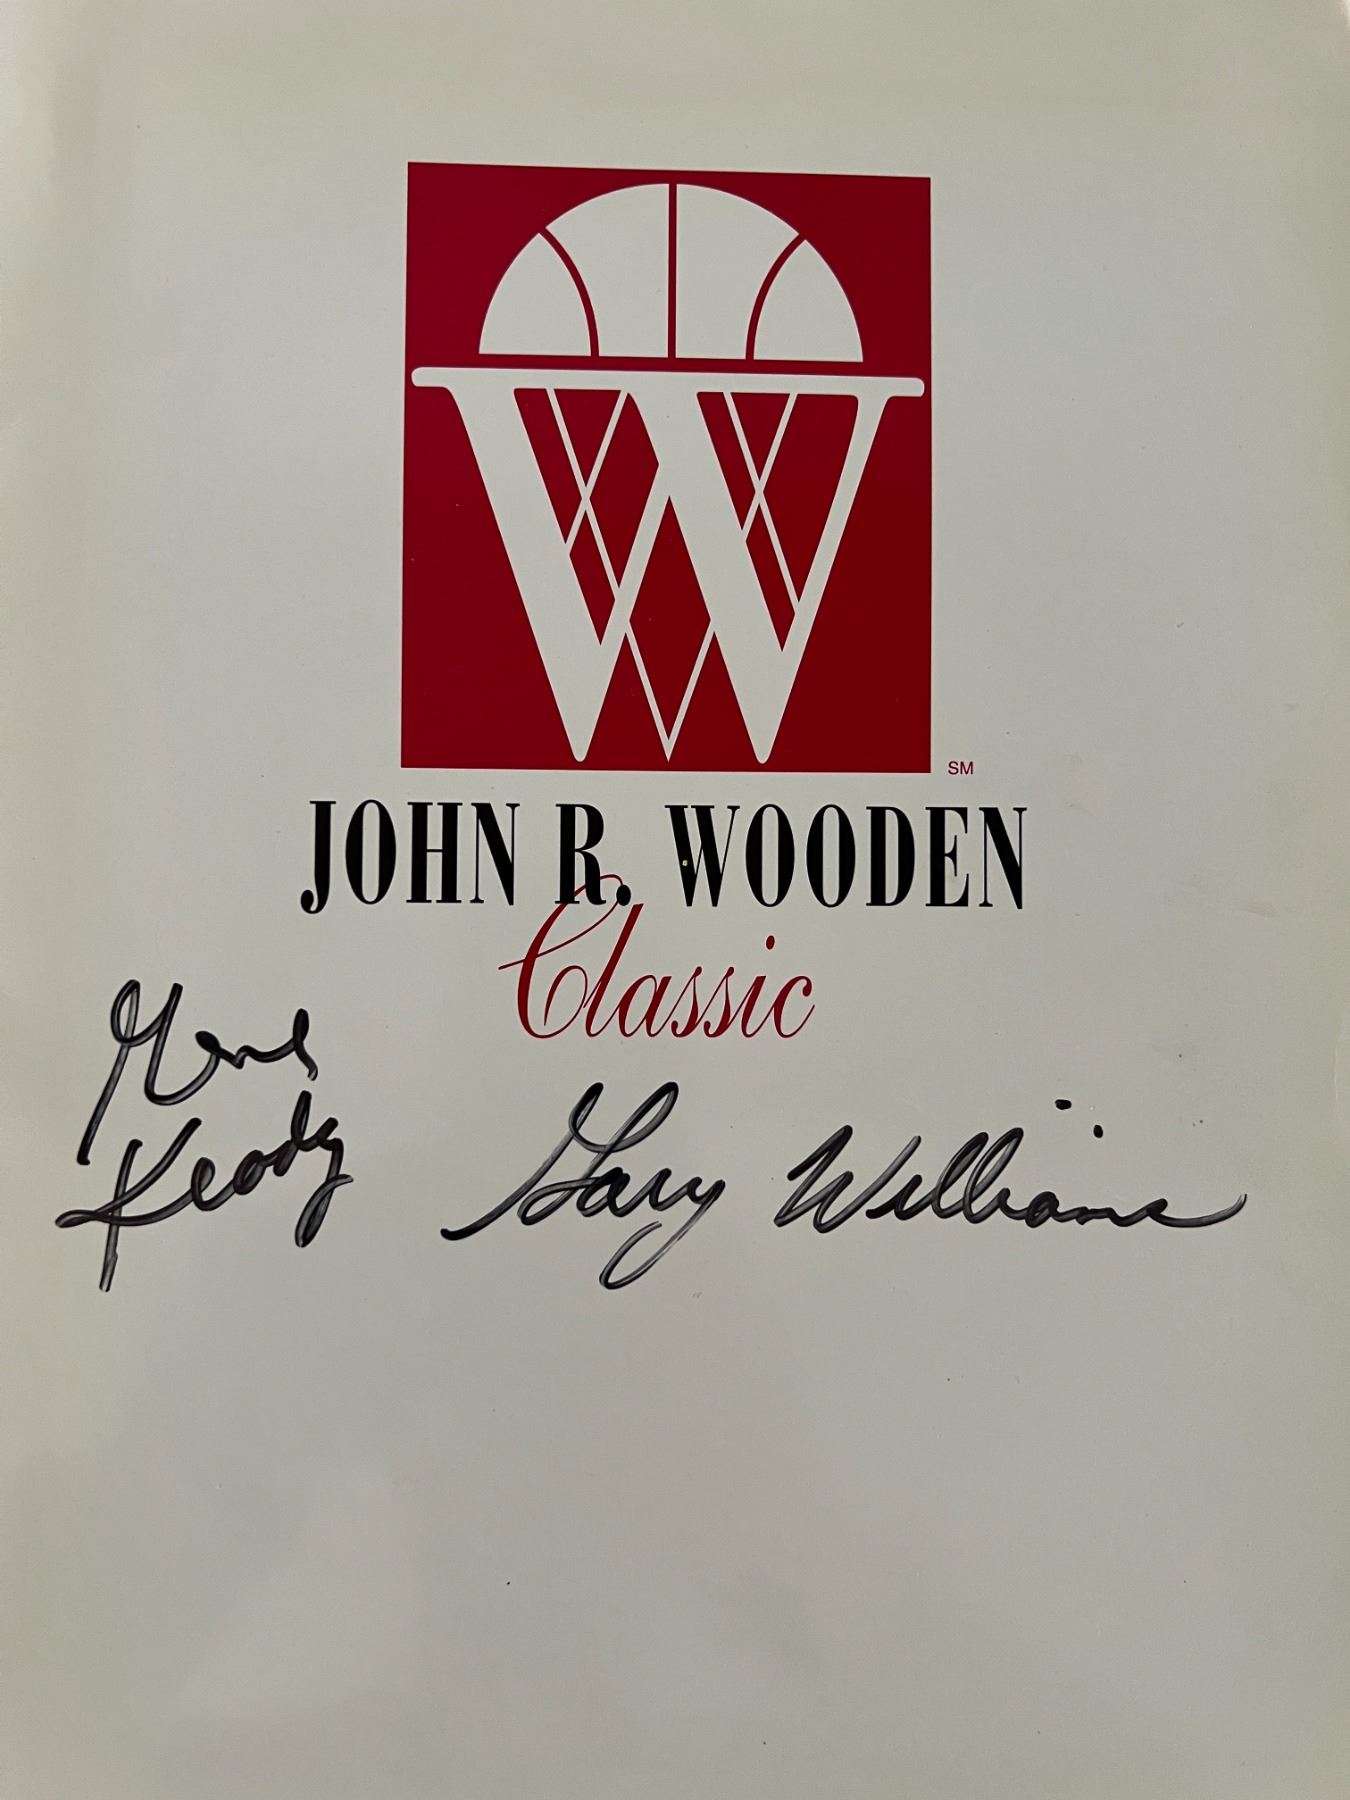 W
SM
JOHN R. WOODEN
Classic
Gene
Keady
Gary Williams